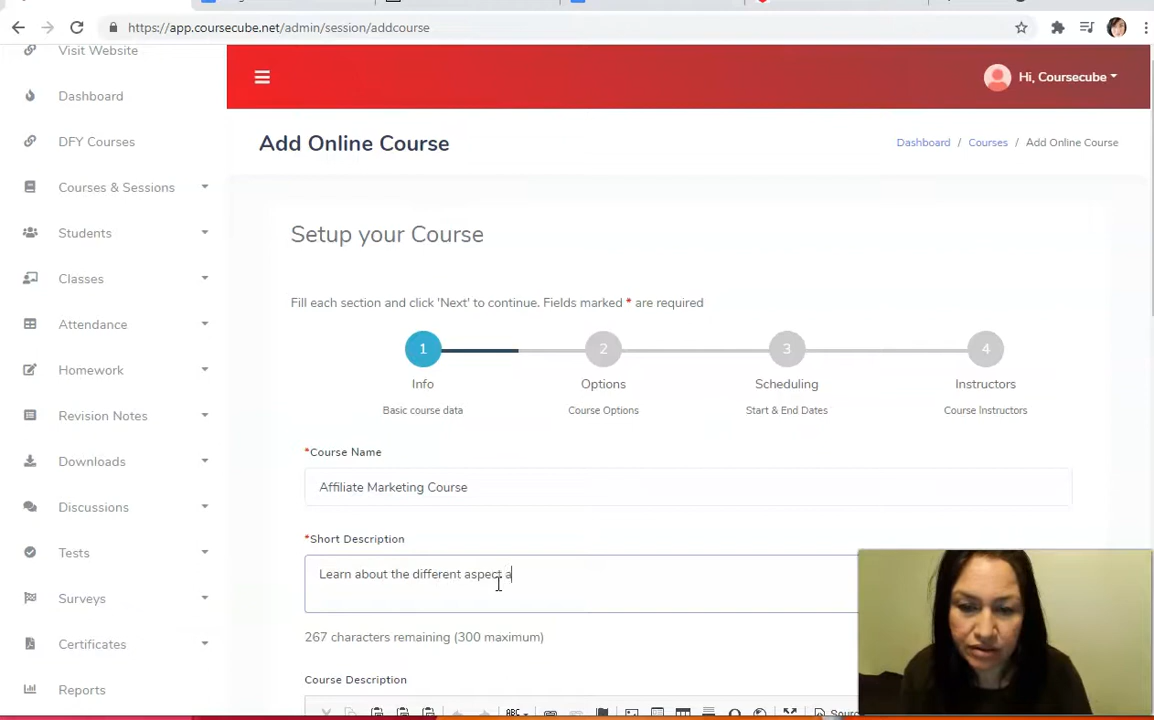 https://app.coursecube.net/admin/session/addcourse
Visit Website
Hi, Coursecube
Dashboard
DFY Courses
Courses & Sessions
Students
Classes
Attendance
Homework
Revision Notes
Downloads
Discussions
Tests
Surveys
Certificates
Reports
Add Online Course
Dashboard / Courses / Add Online Course
Setup your Course
Fill each section and click 'Next' to continue. Fields marked * are required
1 2 3 4
Info Options Scheduling Instructors
Basic course data Course Options Start & End Dates Course Instructors
*Course Name
Affiliate Marketing Course
*Short Description
Learn about the different aspect a
267 characters remaining (300 maximum)
Course Description
ABC